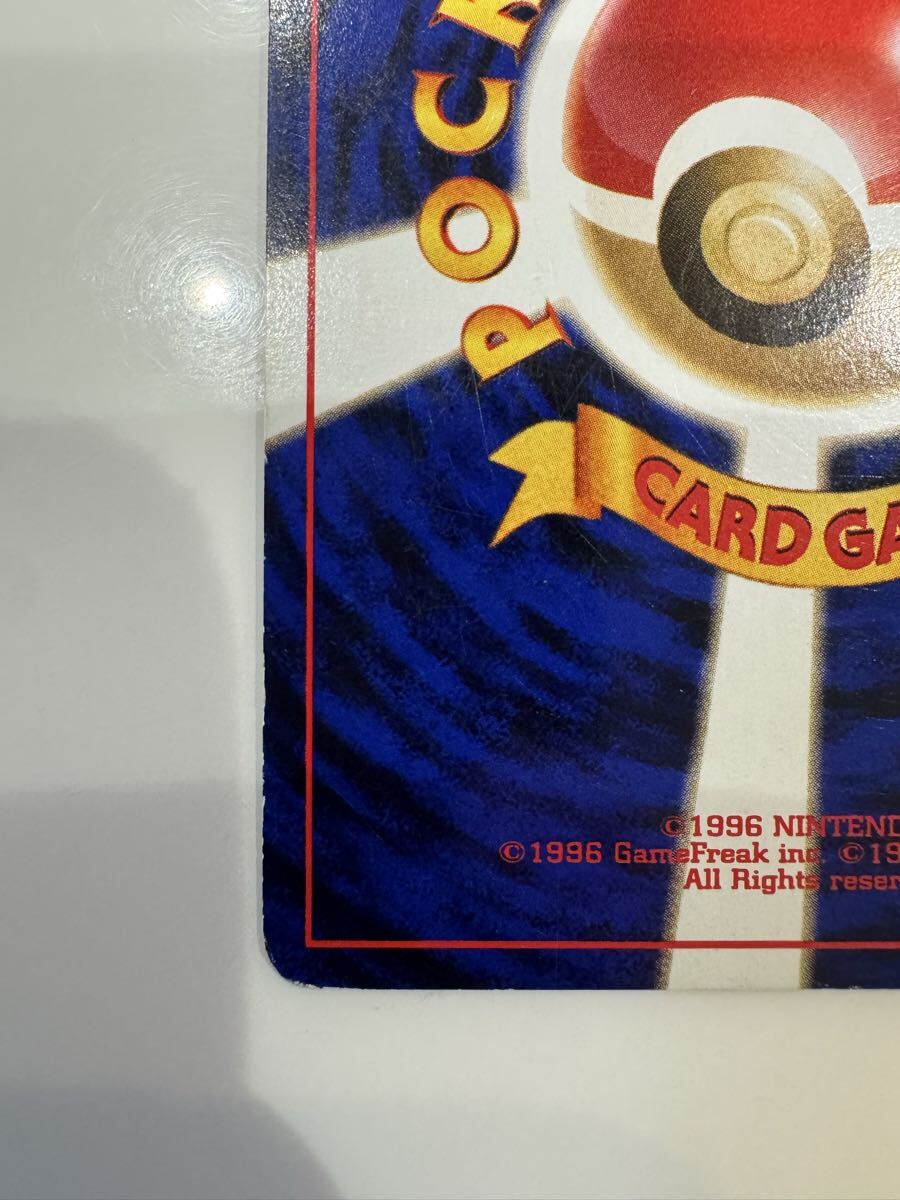 POCK
CARD GA
©1996 NINTEND
©1996 GameFreak inc. ©19
All Rights reser